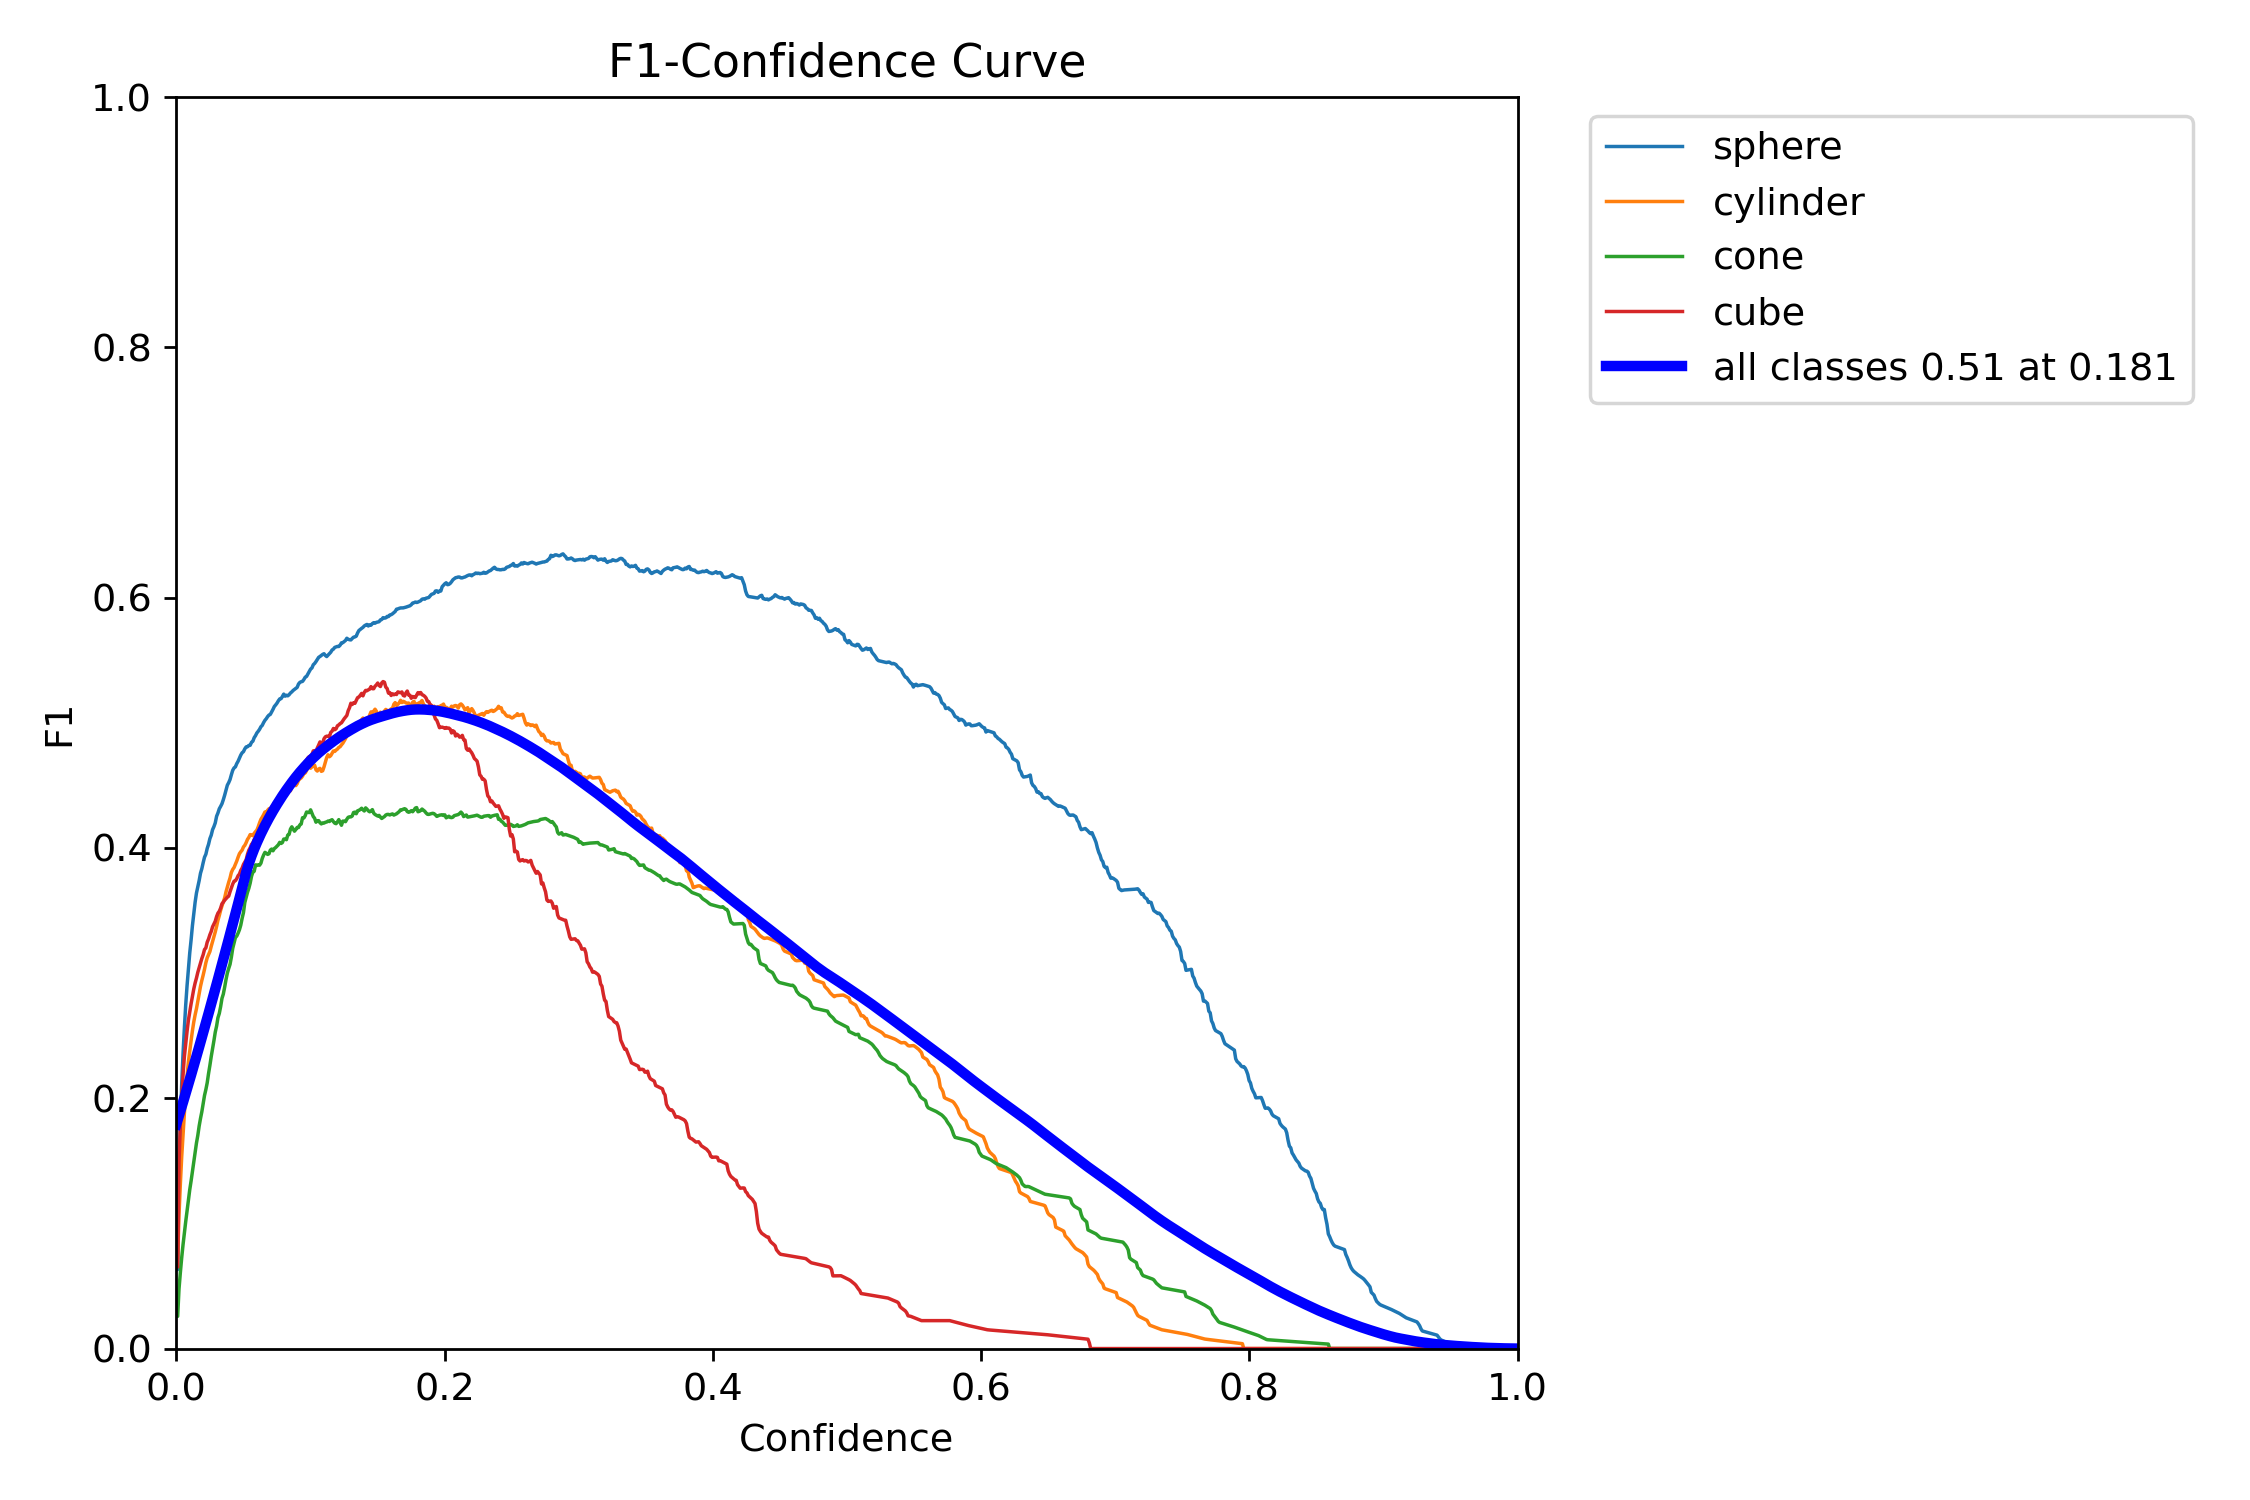 F1-Confidence Curve
1.0
0.8
0.6
0.4
0.2
0.0
F1
0.0 0.2 0.4 0.6 0.8 1.0
Confidence
sphere
cylinder
cone
cube
all classes 0.51 at 0.181